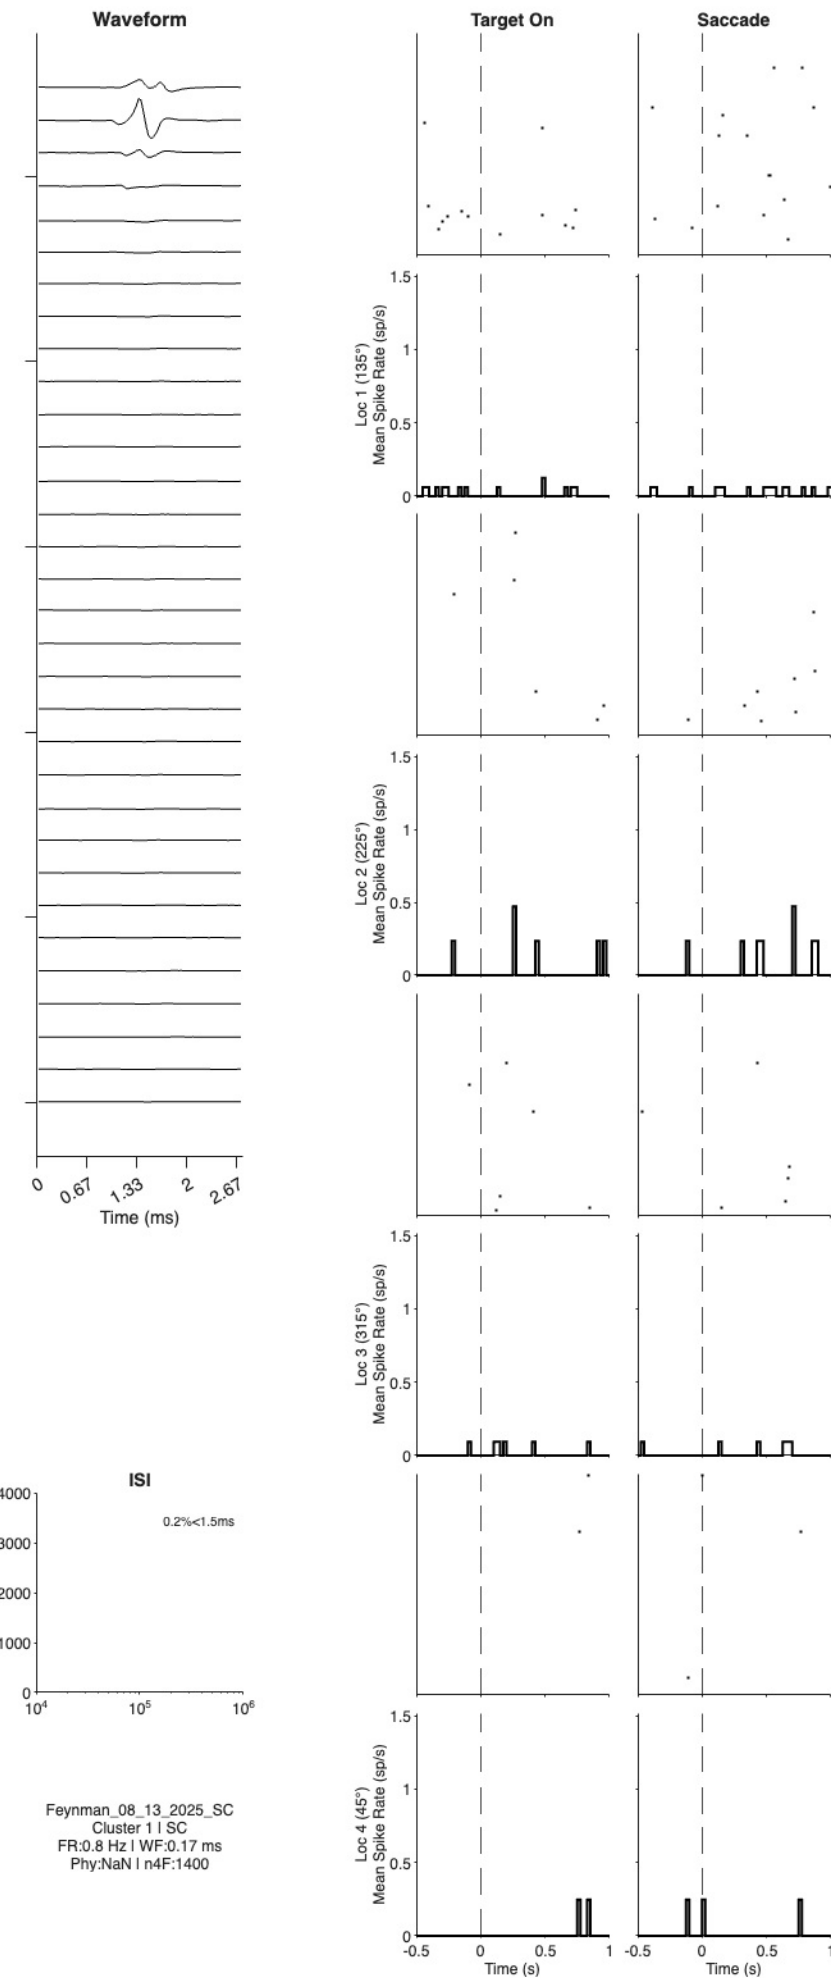 Waveform
Target On
Saccade
1.5
1
0.5
0
Loc 1 (135°)
Mean Spike Rate (sp/s)
1.5
1
0.5
0
Loc 2 (225°)
Mean Spike Rate (sp/s)
0
0.67
1.33
2
2.67
Time (ms)
1.5
1
0.5
0
Loc 3 (315°)
Mean Spike Rate (sp/s)
ISI
4000
3000
2000
1000
0
0.2%<1.5ms
10⁴
10⁵
10⁶
Feynman_08_13_2025_SC
Cluster 1 | SC
FR:0.8 Hz | WF:0.17 ms
Phy:NaN | n4F:1400
1.5
1
0.5
0
Loc 4 (45°)
Mean Spike Rate (sp/s)
-0.5
0
0.5
1
Time (s)
-0.5
0
0.5
1
Time (s)